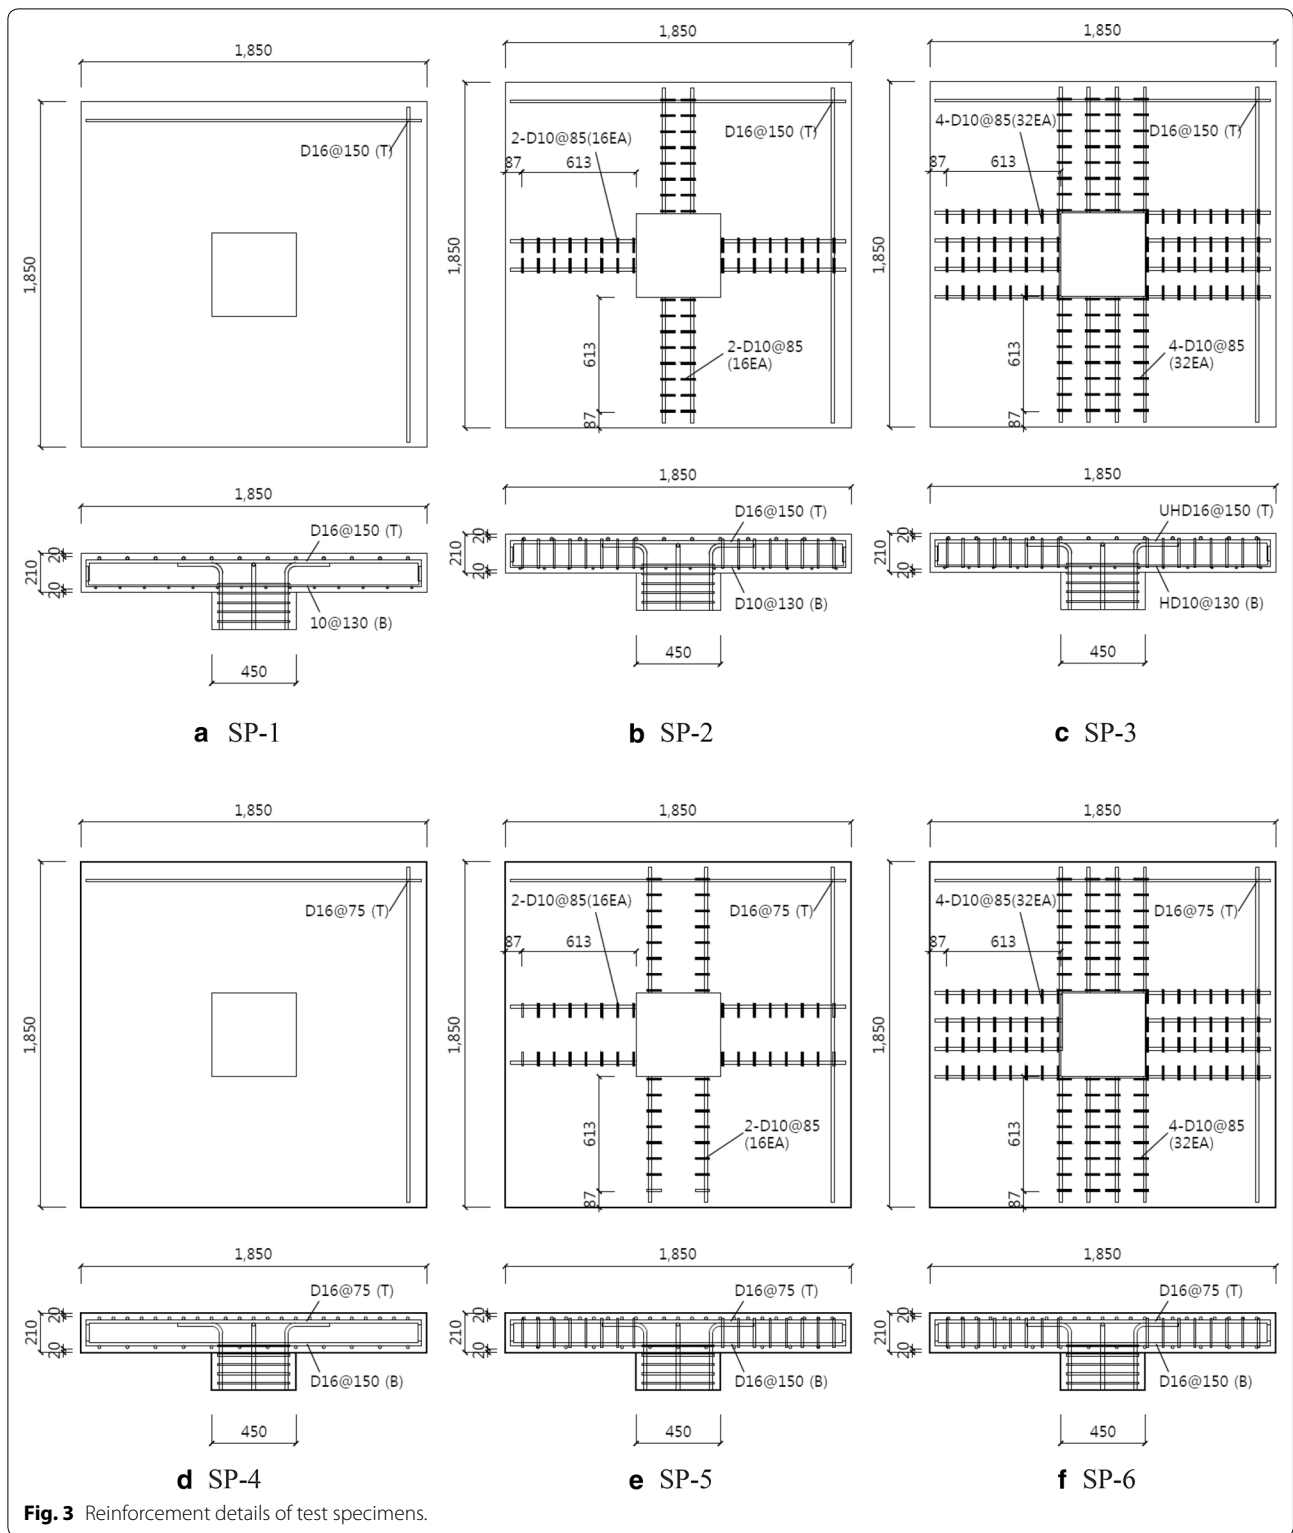 1,850
1,850
D16@150 (T)
1,850
D16@150 (T)
210
20
20
10@130 (B)
450
a SP-1
1,850
2-D10@85(16EA)
D16@150 (T)
87
613
1,850
613
2-D10@85
(16EA)
87
1,850
D16@150 (T)
210
20
20
D10@130 (B)
450
b SP-2
1,850
4-D10@85(32EA)
D16@150 (T)
87
613
1,850
613
4-D10@85
(32EA)
87
1,850
UHD16@150 (T)
210
20
20
HD10@130 (B)
450
c SP-3
1,850
D16@75 (T)
1,850
1,850
D16@75 (T)
210
20
20
D16@150 (B)
450
d SP-4
1,850
2-D10@85(16EA)
D16@75 (T)
87
613
1,850
613
2-D10@85
(16EA)
87
1,850
D16@75 (T)
210
20
20
D16@150 (B)
450
e SP-5
1,850
4-D10@85(32EA)
D16@75 (T)
87
613
1,850
613
4-D10@85
(32EA)
87
1,850
D16@75 (T)
210
20
20
D16@150 (B)
450
f SP-6
Fig. 3 Reinforcement details of test specimens.